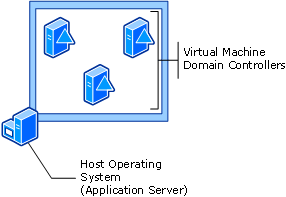 Virtual Machine
Domain Controllers
Host Operating
System
(Application Server)